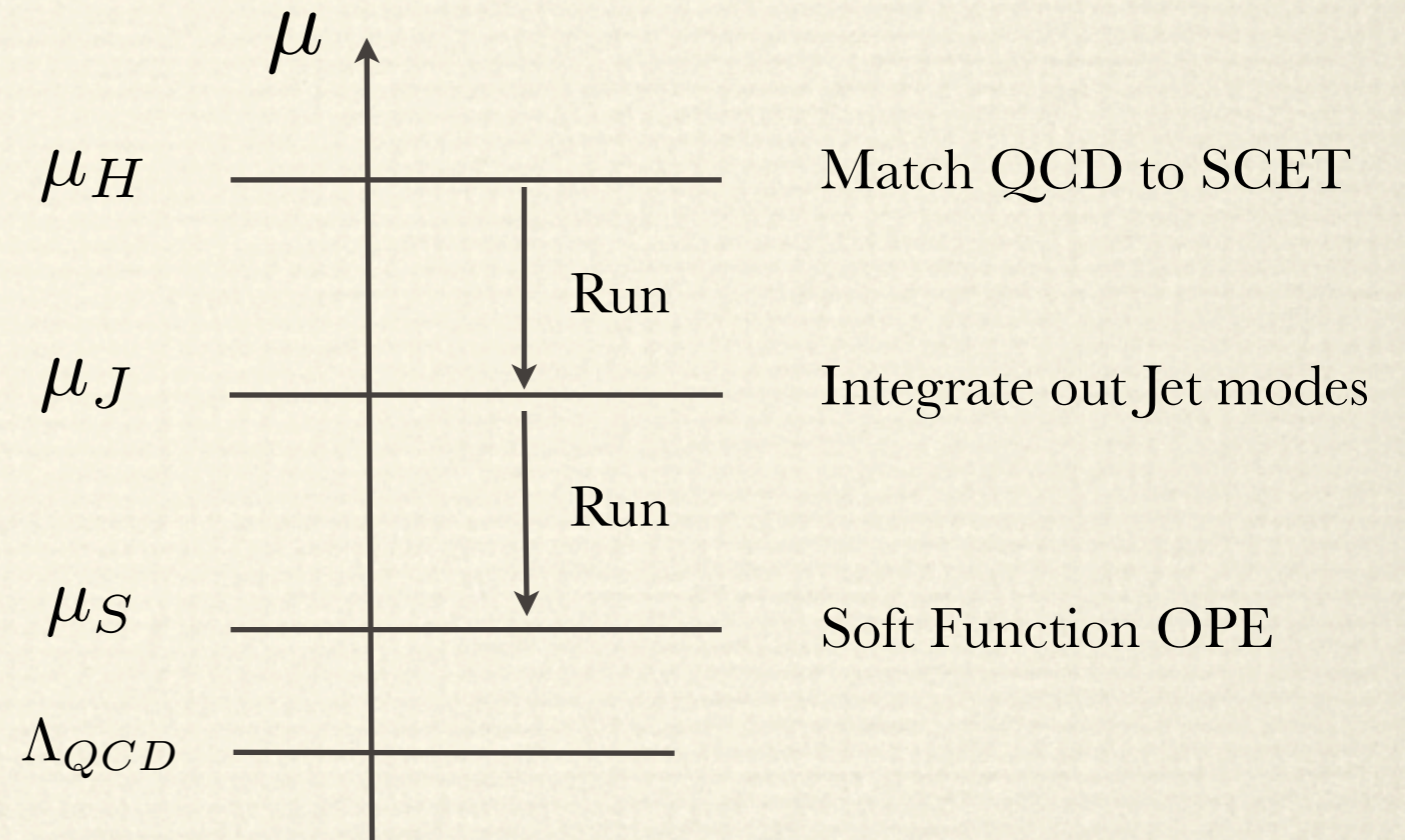 μ
μ_H Match QCD to SCET
Run
μ_J Integrate out Jet modes
Run
μ_S Soft Function OPE
Λ_QCD